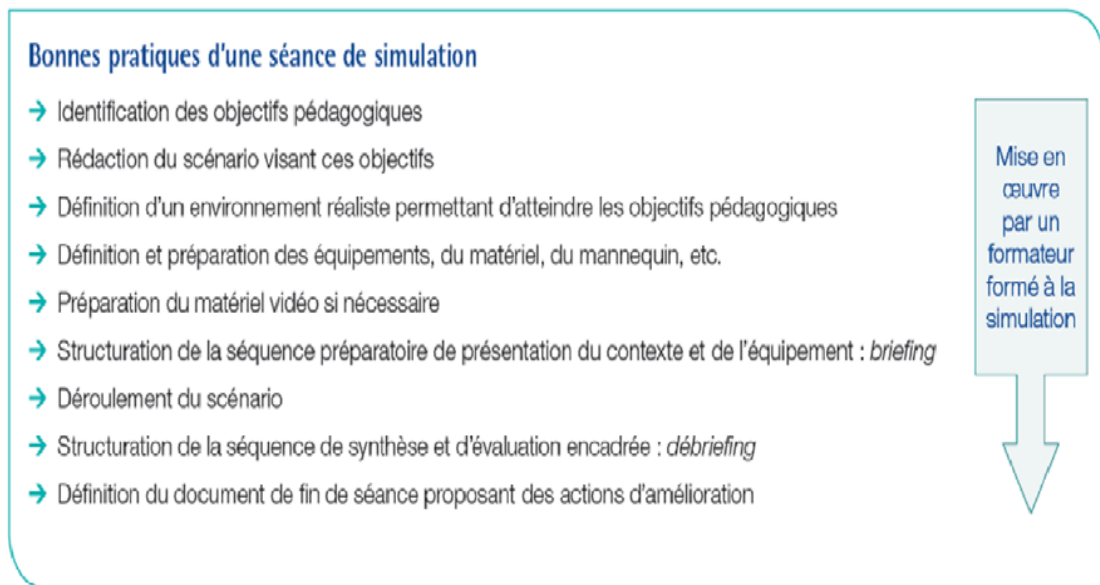 Bonnes pratiques d'une séance de simulation
→ Identification des objectifs pédagogiques
→ Rédaction du scénario visant ces objectifs
→ Définition d'un environnement réaliste permettant d'atteindre les objectifs pédagogiques
→ Définition et préparation des équipements, du matériel, du mannequin, etc.
→ Préparation du matériel vidéo si nécessaire
→ Structuration de la séquence préparatoire de présentation du contexte et de l'équipement : briefing
→ Déroulement du scénario
→ Structuration de la séquence de synthèse et d'évaluation encadrée : débriefing
→ Définition du document de fin de séance proposant des actions d'amélioration
Mise en
œuvre
par un
formateur
formé à la
simulation